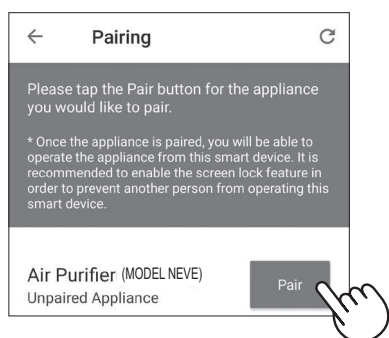 Pairing
Please tap the Pair button for the appliance
you would like to pair.
* Once the appliance is paired, you will be able to
operate the appliance from this smart device. It is
recommended to enable the screen lock feature in
order to prevent another person from operating this
smart device.
Air Purifier (MODEL NEVE)
Pair
Unpaired Appliance